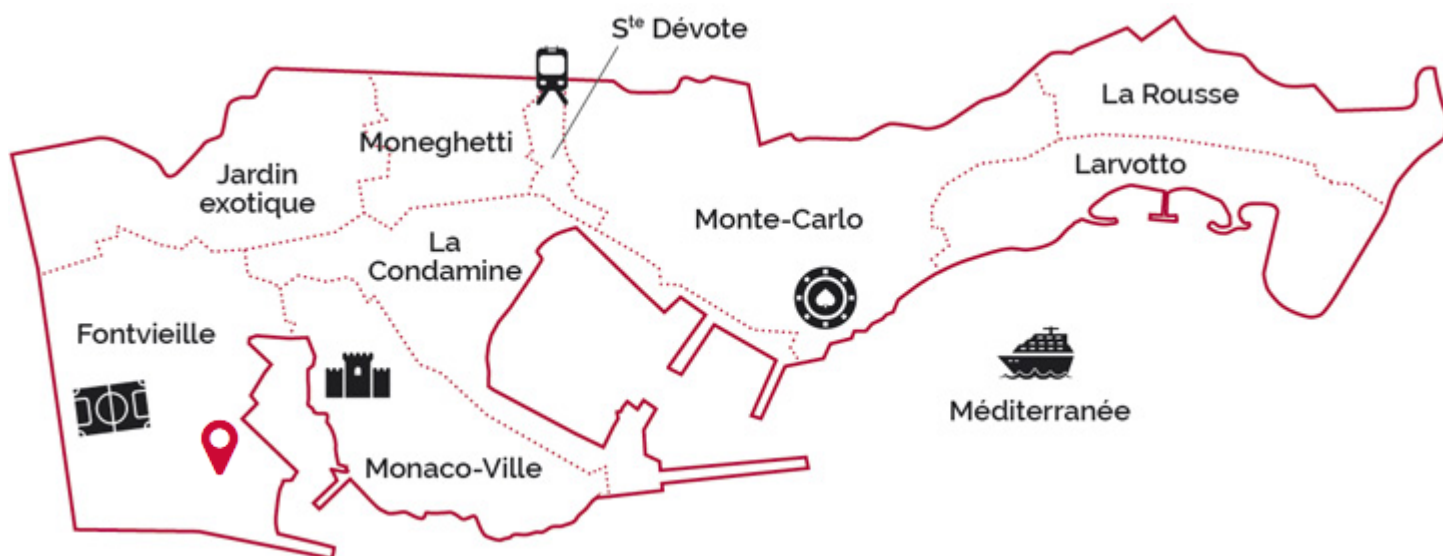 Sᵗᵉ Dévote
La Rousse
Moneghetti
Larvotto
Jardin
exotique
Monte-Carlo
La
Condamine
Fontvieille
Méditerranée
Monaco-Ville